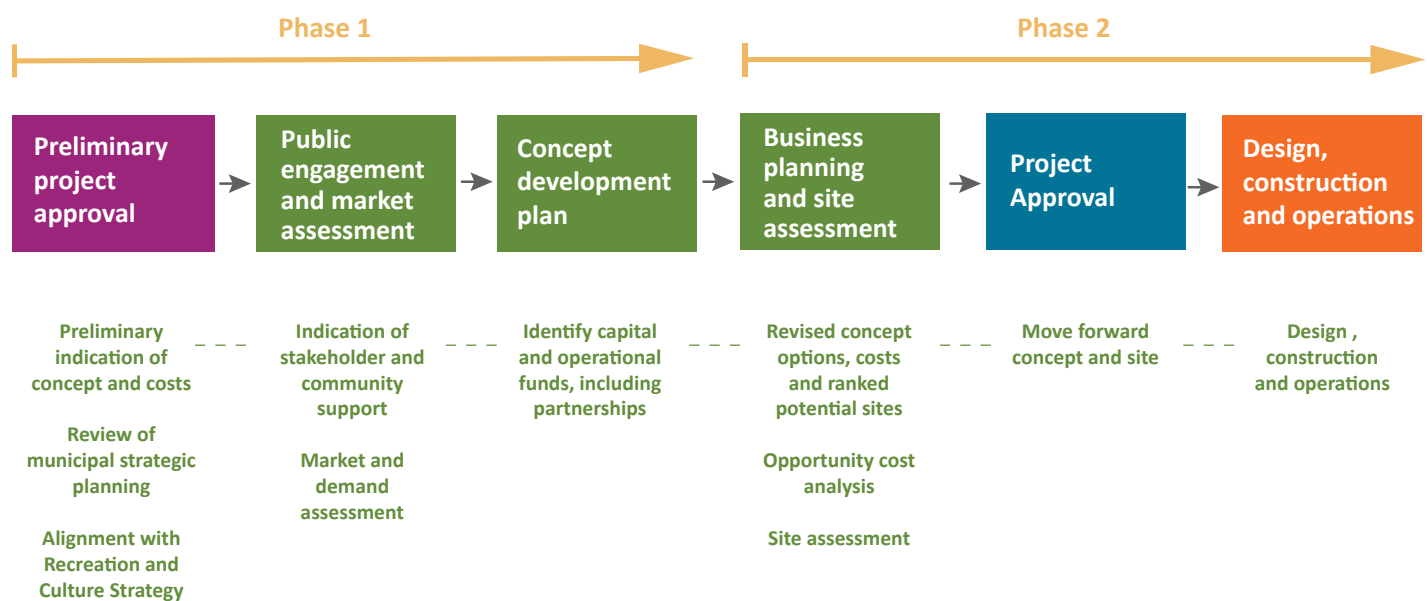 Phase 1
Phase 2
Preliminary
project
approval
Public
engagement
and market
assessment
Concept
development
plan
Business
planning
and site
assessment
Project
Approval
Design,
construction
and operations
Preliminary
indication of
concept and costs
Review of
municipal strategic
planning
Alignment with
Recreation and
Culture Strategy
Indication of
stakeholder and
community
support
Market and
demand
assessment
Identify capital
and operational
funds, including
partnerships
Revised concept
options, costs
and ranked
potential sites
Opportunity cost
analysis
Site assessment
Move forward
concept and site
Design ,
construction
and operations